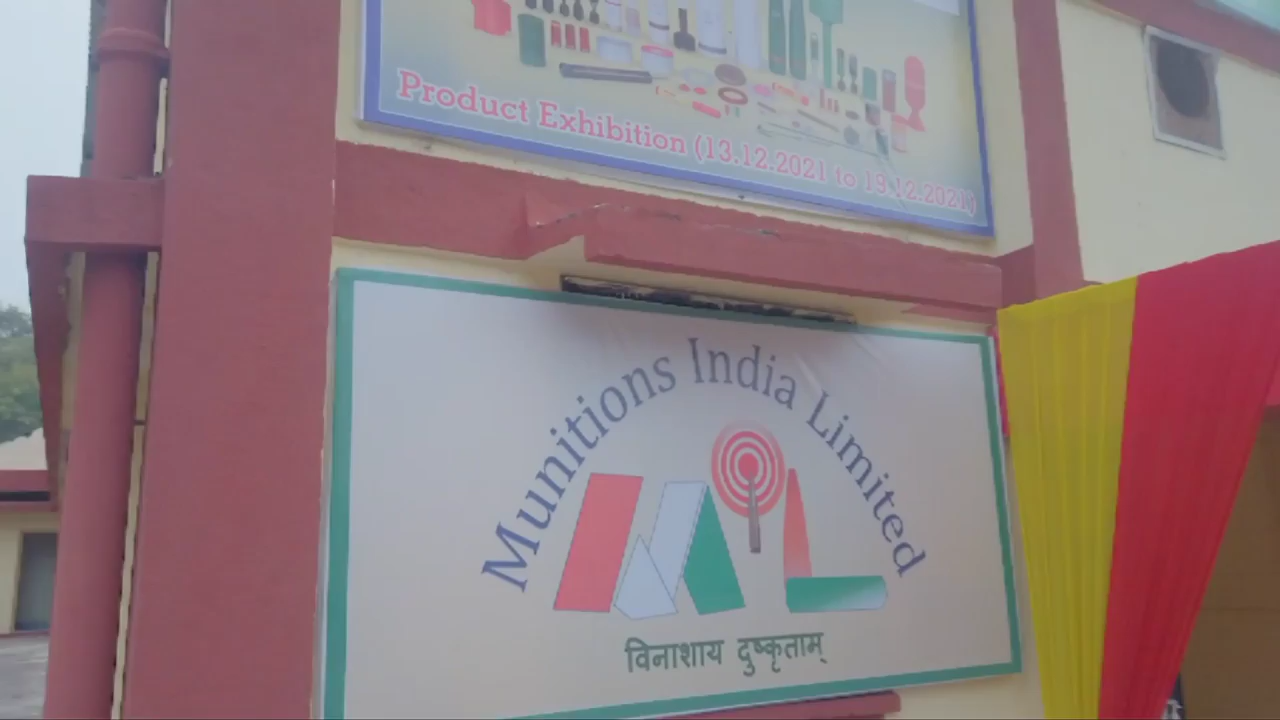 Product Exhibition (13.12.2021 to 19.12.2021)
Munitions India Limited
विनाशाय दुष्कृताम्